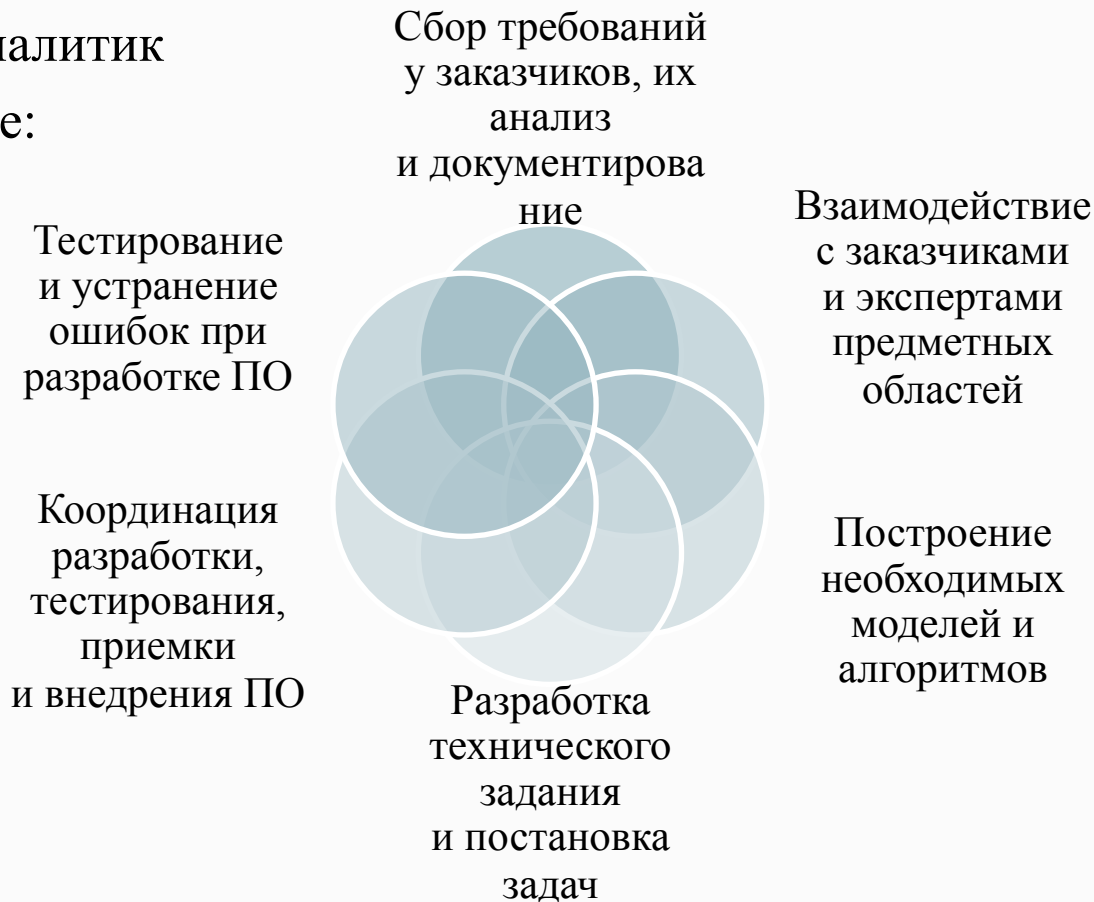 налитик
е:
Сбор требований
у заказчиков, их
анализ
и документирова
ние
Взаимодействие
с заказчиками
и экспертами
предметных
областей
Построение
необходимых
моделей и
алгоритмов
Разработка
технического
задания
и постановка
задач
Координация
разработки,
тестирования,
приемки
и внедрения ПО
Тестирование
и устранение
ошибок при
разработке ПО